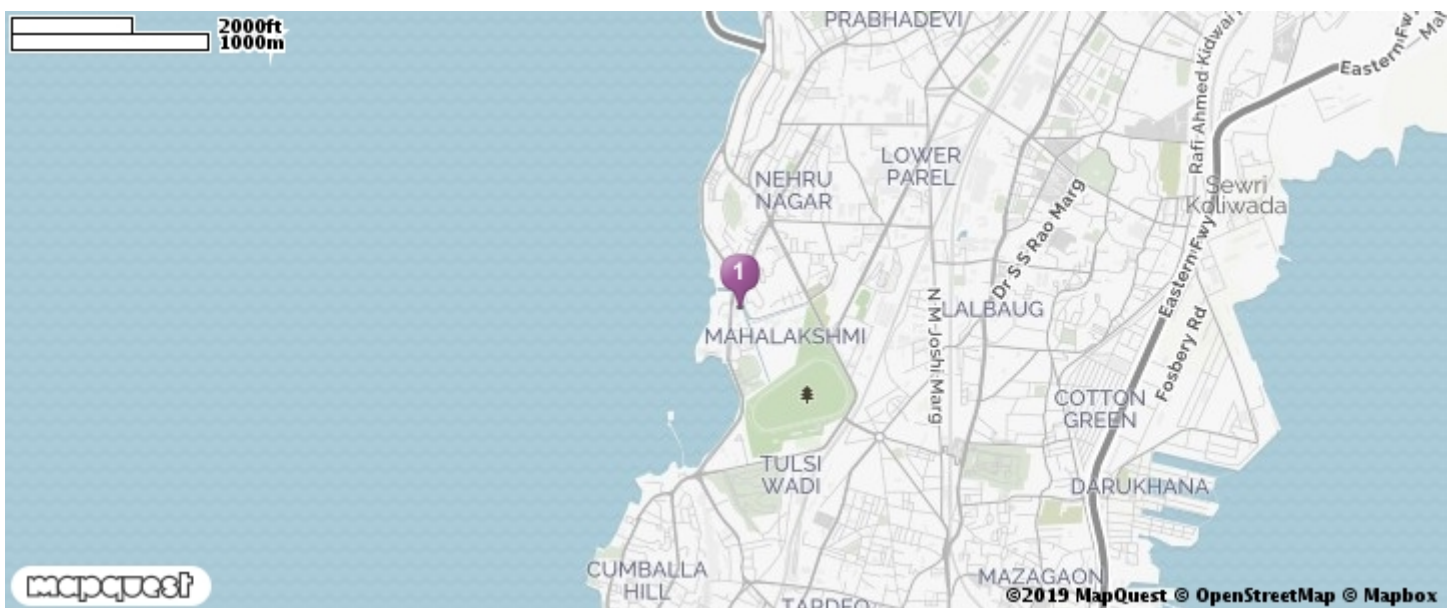 2000ft
1000m
PRABHADEVI
Rafi Ahmed Kidwai
Eastern Fwy
LOWER
PAREL
NEHRU
NAGAR
Sewri
Koliwada
Dr S S Rao Marg
Eastern Fwy
1
N M Joshi Marg
LALBAUG
MAHALAKSHMI
Fosbery Rd
COTTON
GREEN
TULSI
WADI
DARUKHANA
CUMBALLA
HILL
MAZAGAON
TARDEO
mapquest
©2019 MapQuest © OpenStreetMap © Mapbox